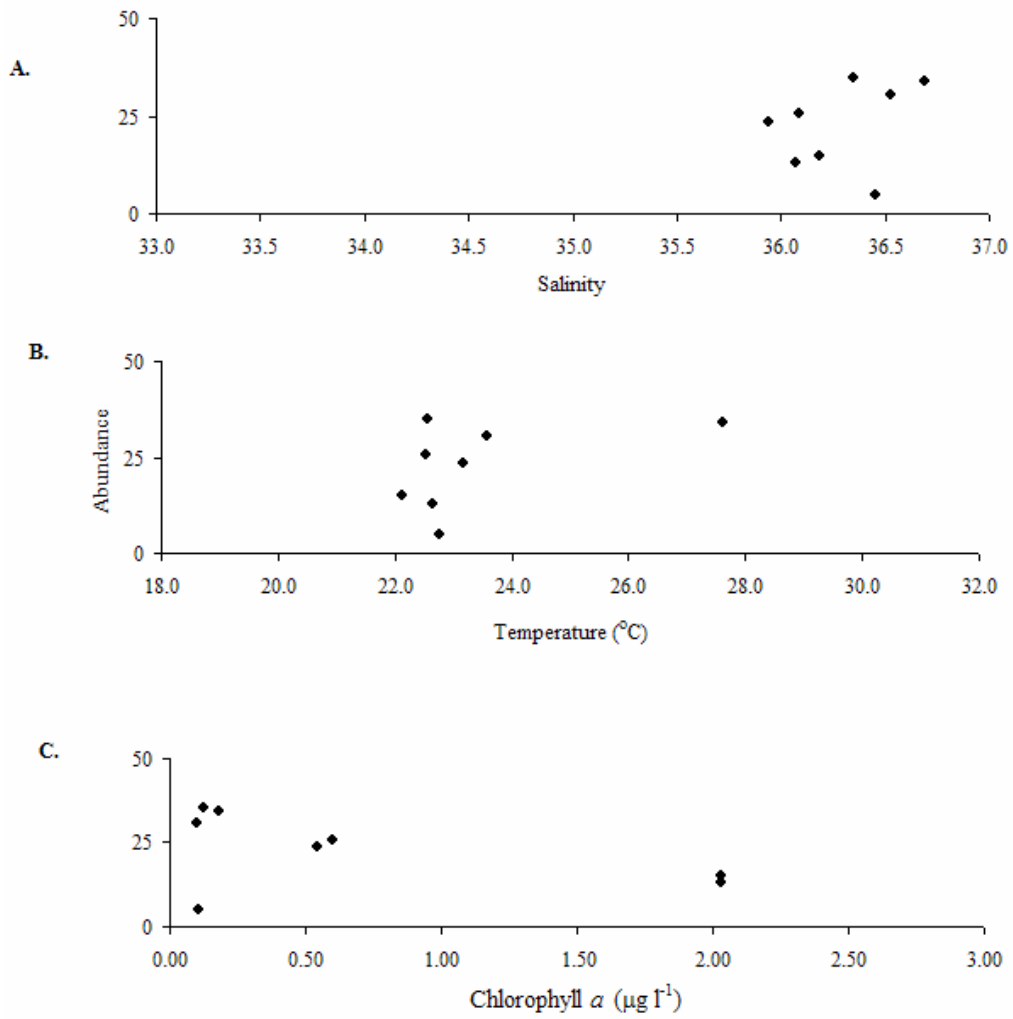 A.
50
25
0
33.0 33.5 34.0 34.5 35.0 35.5 36.0 36.5 37.0
Salinity
B.
Abundance
50
25
0
18.0 20.0 22.0 24.0 26.0 28.0 30.0 32.0
Temperature (°C)
C.
50
25
0
0.00 0.50 1.00 1.50 2.00 2.50 3.00
Chlorophyll a (µg l⁻¹)